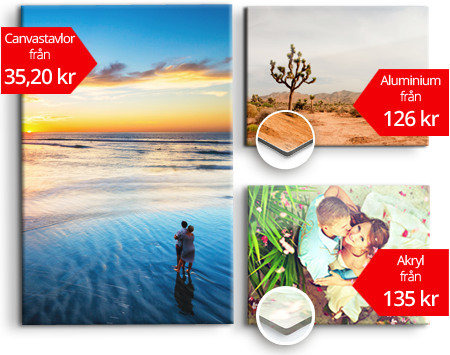 Canvastavlor
från
35,20 kr
Aluminium
från
126 kr
Akryl
från
135 kr